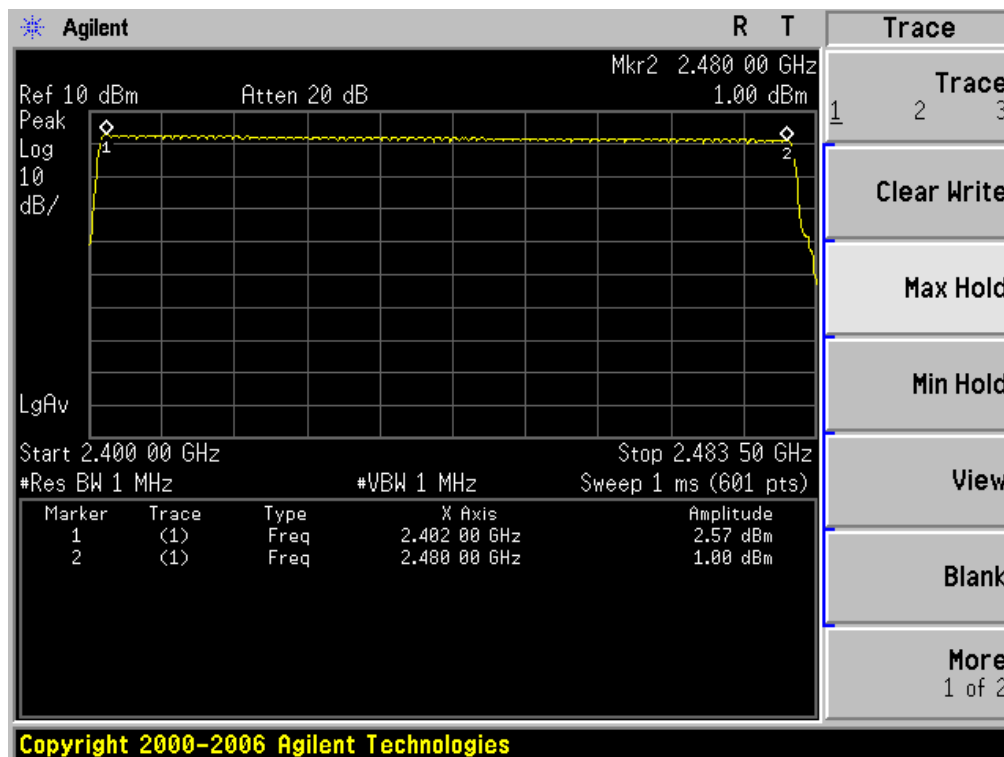 Agilent R T
Mkr2 2.480 00 GHz
Ref 10 dBm Atten 20 dB 1.00 dBm
Peak
Log
10
dB/
1
2
LgAv
Start 2.400 00 GHz Stop 2.483 50 GHz
#Res BW 1 MHz #VBW 1 MHz Sweep 1 ms (601 pts)
Marker Trace Type X Axis Amplitude
1 (1) Freq 2.402 00 GHz 2.57 dBm
2 (1) Freq 2.480 00 GHz 1.00 dBm
Copyright 2000-2006 Agilent Technologies
Trace
Trace
1 2 3
Clear Write
Max Hold
Min Hold
View
Blank
More
1 of 2